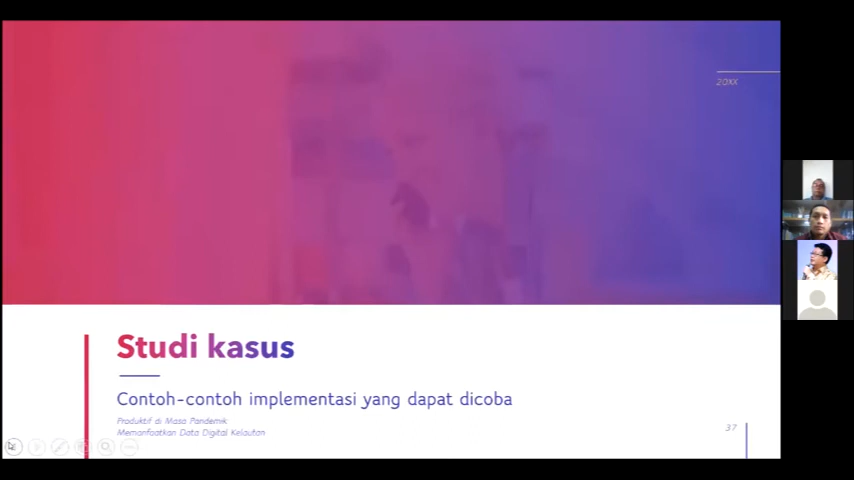 20XX
Studi kasus
Contoh-contoh implementasi yang dapat dicoba
Produktif di Masa Pandemik
Memanfaatkan Data Digital Kelautan
37